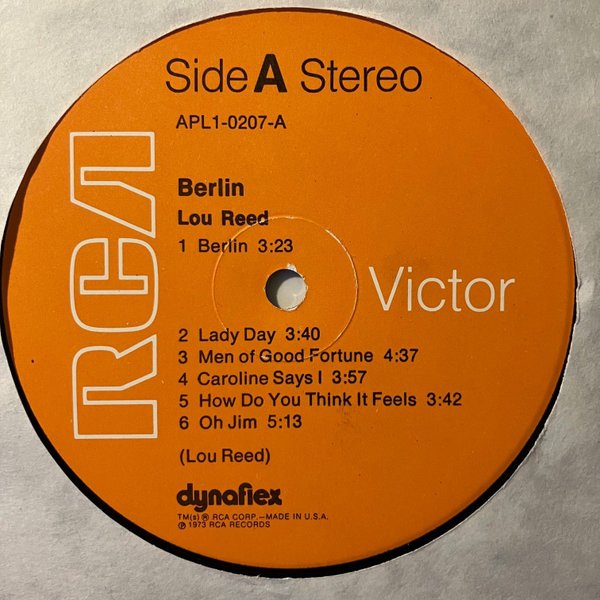 Side A Stereo
APL1-0207-A
RCA
Berlin
Lou Reed
1 Berlin 3:23
Victor
2 Lady Day 3:40
3 Men of Good Fortune 4:37
4 Caroline Says I 3:57
5 How Do You Think It Feels 3:42
6 Oh Jim 5:13
(Lou Reed)
dynaflex
TM(s) ® RCA CORP.—MADE IN U.S.A.
℗ 1973 RCA RECORDS